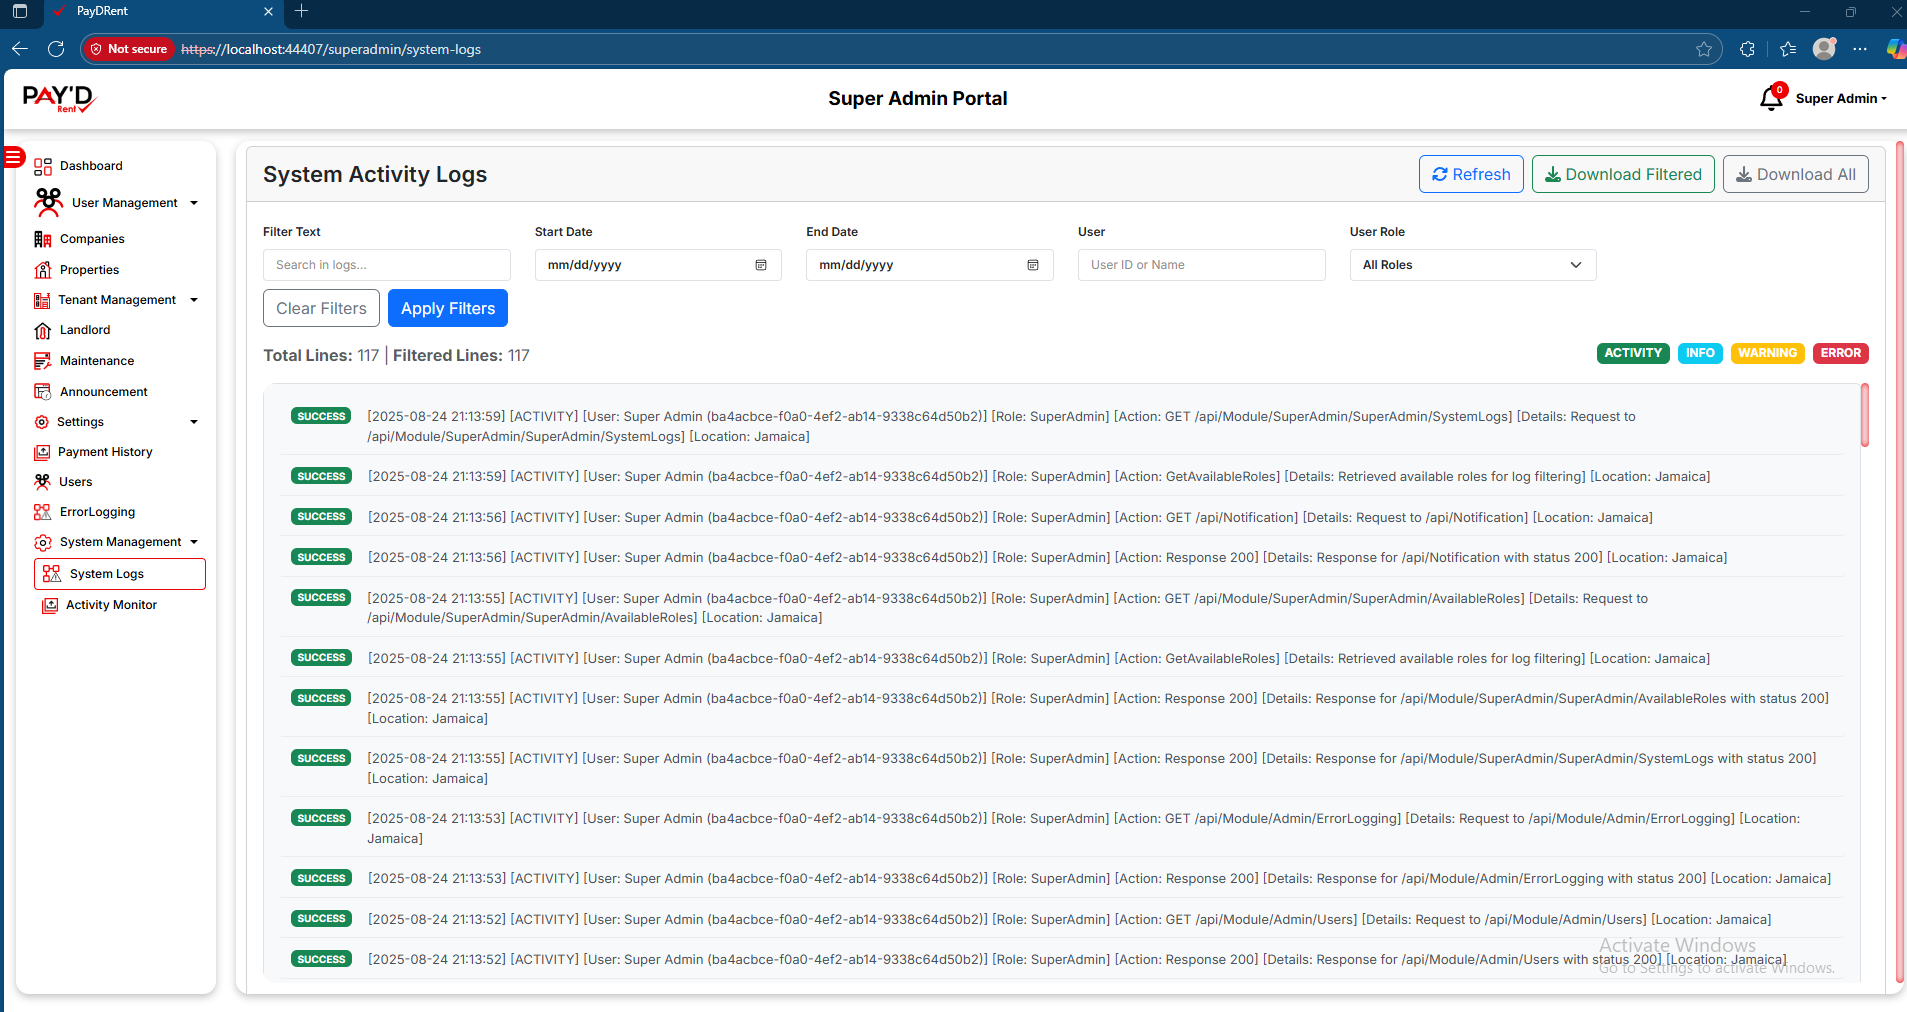 PayDRent
Not secure https://localhost:44407/superadmin/system-logs
PAY'D
Rent
Super Admin Portal
0
Super Admin
Dashboard
User Management
Companies
Properties
Tenant Management
Landlord
Maintenance
Announcement
Settings
Payment History
Users
ErrorLogging
System Management
System Logs
Activity Monitor
System Activity Logs
Refresh
Download Filtered
Download All
Filter Text
Start Date
End Date
User
User Role
Search in logs...
mm/dd/yyyy
mm/dd/yyyy
User ID or Name
All Roles
Clear Filters
Apply Filters
Total Lines: 117 | Filtered Lines: 117
ACTIVITY
INFO
WARNING
ERROR
SUCCESS [2025-08-24 21:13:59] [ACTIVITY] [User: Super Admin (ba4acbce-f0a0-4ef2-ab14-9338c64d50b2)] [Role: SuperAdmin] [Action: GET /api/Module/SuperAdmin/SuperAdmin/SystemLogs] [Details: Request to
/api/Module/SuperAdmin/SuperAdmin/SystemLogs] [Location: Jamaica]
SUCCESS [2025-08-24 21:13:59] [ACTIVITY] [User: Super Admin (ba4acbce-f0a0-4ef2-ab14-9338c64d50b2)] [Role: SuperAdmin] [Action: GetAvailableRoles] [Details: Retrieved available roles for log filtering] [Location: Jamaica]
SUCCESS [2025-08-24 21:13:56] [ACTIVITY] [User: Super Admin (ba4acbce-f0a0-4ef2-ab14-9338c64d50b2)] [Role: SuperAdmin] [Action: GET /api/Notification] [Details: Request to /api/Notification] [Location: Jamaica]
SUCCESS [2025-08-24 21:13:56] [ACTIVITY] [User: Super Admin (ba4acbce-f0a0-4ef2-ab14-9338c64d50b2)] [Role: SuperAdmin] [Action: Response 200] [Details: Response for /api/Notification with status 200] [Location: Jamaica]
SUCCESS [2025-08-24 21:13:55] [ACTIVITY] [User: Super Admin (ba4acbce-f0a0-4ef2-ab14-9338c64d50b2)] [Role: SuperAdmin] [Action: GET /api/Module/SuperAdmin/SuperAdmin/AvailableRoles] [Details: Request to
/api/Module/SuperAdmin/SuperAdmin/AvailableRoles] [Location: Jamaica]
SUCCESS [2025-08-24 21:13:55] [ACTIVITY] [User: Super Admin (ba4acbce-f0a0-4ef2-ab14-9338c64d50b2)] [Role: SuperAdmin] [Action: GetAvailableRoles] [Details: Retrieved available roles for log filtering] [Location: Jamaica]
SUCCESS [2025-08-24 21:13:55] [ACTIVITY] [User: Super Admin (ba4acbce-f0a0-4ef2-ab14-9338c64d50b2)] [Role: SuperAdmin] [Action: Response 200] [Details: Response for /api/Module/SuperAdmin/SuperAdmin/AvailableRoles with status 200]
[Location: Jamaica]
SUCCESS [2025-08-24 21:13:55] [ACTIVITY] [User: Super Admin (ba4acbce-f0a0-4ef2-ab14-9338c64d50b2)] [Role: SuperAdmin] [Action: Response 200] [Details: Response for /api/Module/SuperAdmin/SuperAdmin/SystemLogs with status 200]
[Location: Jamaica]
SUCCESS [2025-08-24 21:13:53] [ACTIVITY] [User: Super Admin (ba4acbce-f0a0-4ef2-ab14-9338c64d50b2)] [Role: SuperAdmin] [Action: GET /api/Module/Admin/ErrorLogging] [Details: Request to /api/Module/Admin/ErrorLogging] [Location:
Jamaica]
SUCCESS [2025-08-24 21:13:53] [ACTIVITY] [User: Super Admin (ba4acbce-f0a0-4ef2-ab14-9338c64d50b2)] [Role: SuperAdmin] [Action: Response 200] [Details: Response for /api/Module/Admin/ErrorLogging with status 200] [Location: Jamaica]
SUCCESS [2025-08-24 21:13:52] [ACTIVITY] [User: Super Admin (ba4acbce-f0a0-4ef2-ab14-9338c64d50b2)] [Role: SuperAdmin] [Action: GET /api/Module/Admin/Users] [Details: Request to /api/Module/Admin/Users] [Location: Jamaica]
SUCCESS [2025-08-24 21:13:52] [ACTIVITY] [User: Super Admin (ba4acbce-f0a0-4ef2-ab14-9338c64d50b2)] [Role: SuperAdmin] [Action: Response 200] [Details: Response for /api/Module/Admin/Users with status 200] [Location: Jamaica]
Activate Windows
Go to Settings to activate Windows.